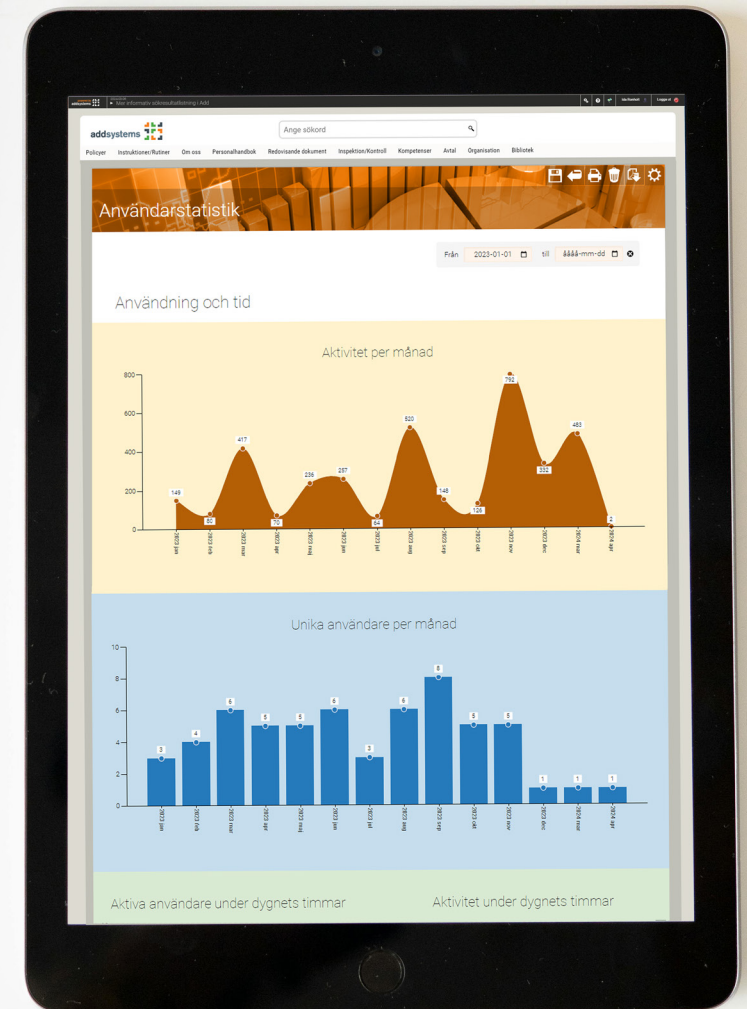 addsystems
Mer informativ sökresultatlistning i Add
Logga ut
addsystems
Ange sökord
Policyer Instruktioner/Rutiner Om oss Personalhandbok Redovisande dokument Inspektion/Kontroll Kompetenser Avtal Organisation Bibliotek
Användarstatistik
Från 2023-01-01 till åååå-mm-dd
Användning och tid
Aktivitet per månad
800
600
400
200
0
149 80 417 70 236 257 64 520 148 126 792 332 483 2
2023 jan 2023 feb 2023 mar 2023 apr 2023 maj 2023 jun 2023 jul 2023 aug 2023 sep 2023 okt 2023 nov 2023 dec 2024 mar 2024 apr
Unika användare per månad
10
8
6
4
2
0
3 4 6 5 5 6 3 6 8 5 5 1 1 1
2023 jan 2023 feb 2023 mar 2023 apr 2023 maj 2023 jun 2023 jul 2023 aug 2023 sep 2023 okt 2023 nov 2023 dec 2024 mar 2024 apr
Aktiva användare under dygnets timmar Aktivitet under dygnets timmar